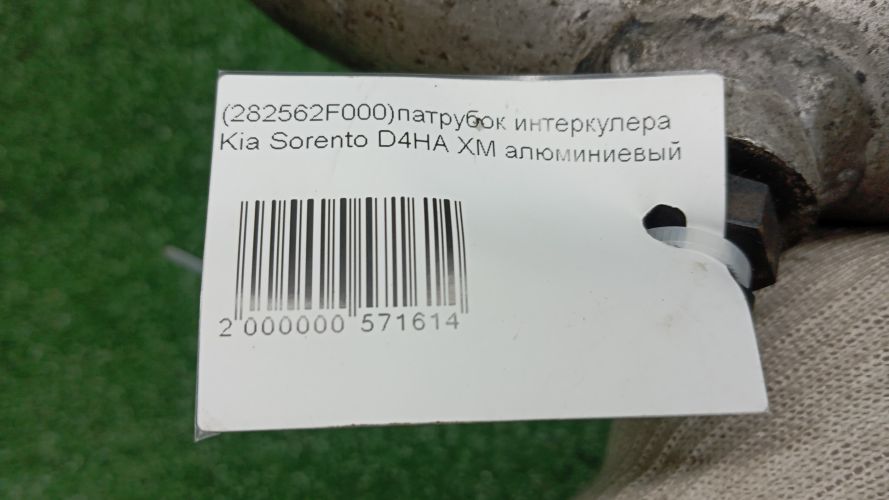 (282562F000)патрубок интеркулера
Kia Sorento D4HA XM алюминиевый
2 000000 571614